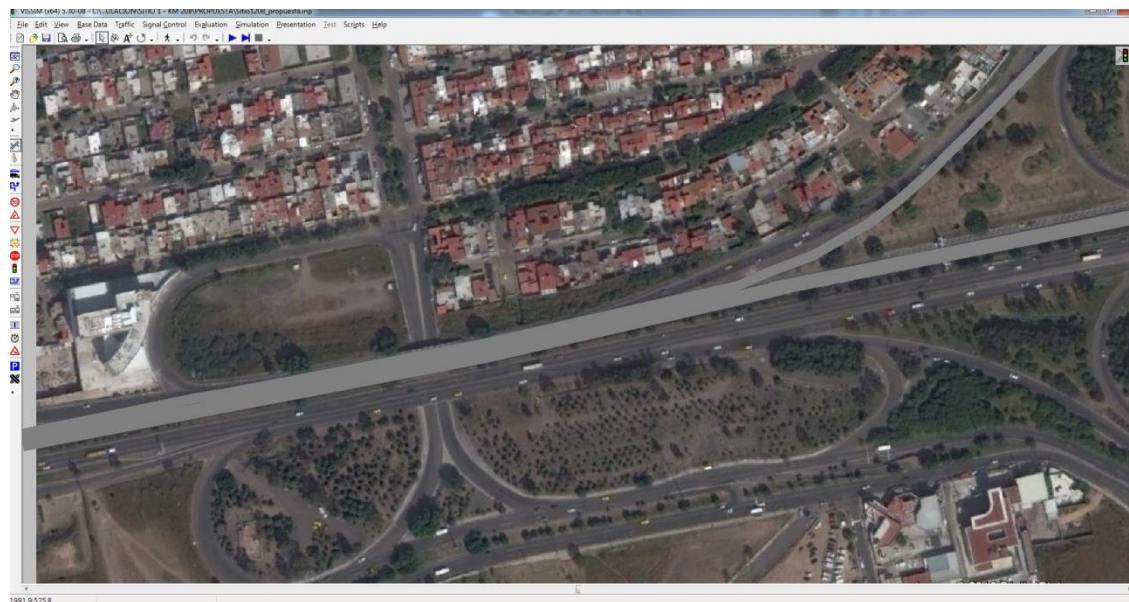 VISSIM (x64) 5.30-08 - C:\...ULACION\SITIO 1 - KM 208\PROPUESTA\Sitio1208_propuesta.inp
File Edit View Base Data Traffic Signal Control Evaluation Simulation Presentation Test Scripts Help
1991.9:525.8